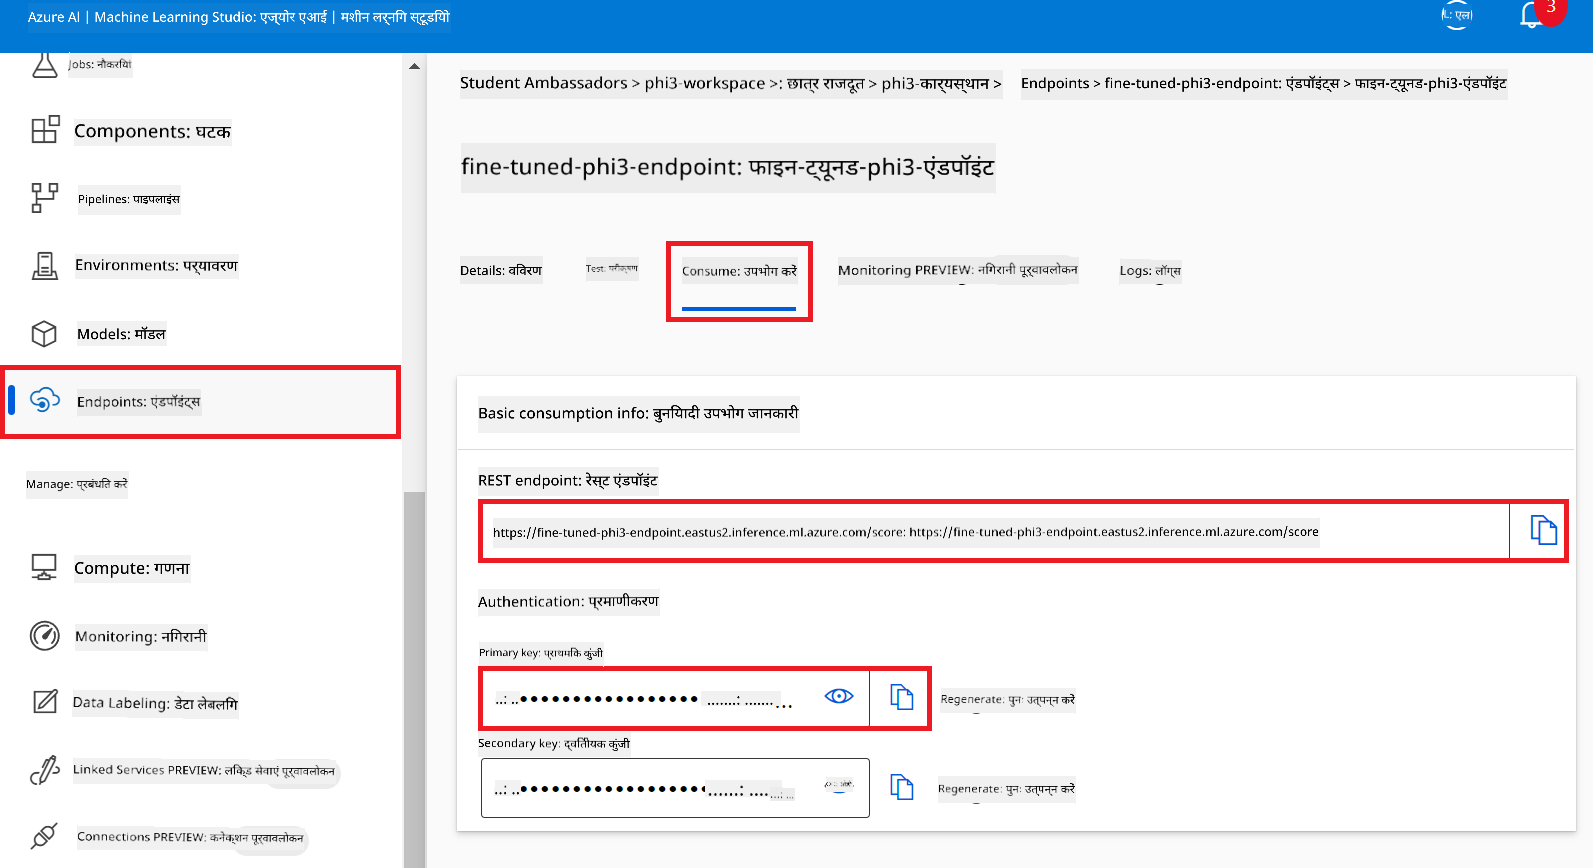 Azure AI | Machine Learning Studio: एज्योर एआई | मशीन लर्निंग स्टूडियो
3
Jobs: नौकरियां
Components: घटक
Pipelines: पाइपलाइंस
Environments: पर्यावरण
Models: मॉडल
Endpoints: एंडपॉइंट्स
Manage: प्रबंधित करें
Compute: गणना
Monitoring: निगरानी
Data Labeling: डेटा लेबलिंग
Linked Services PREVIEW: लिंक्ड सेवाएं पूर्वावलोकन
Connections PREVIEW: कनेक्शन पूर्वावलोकन
Student Ambassadors > phi3-workspace >: छात्र राजदूत > phi3-कार्यस्थान >
Endpoints > fine-tuned-phi3-endpoint: एंडपॉइंट्स > फाइन-ट्यूनड-phi3-एंडपॉइंट
fine-tuned-phi3-endpoint: फाइन-ट्यूनड-phi3-एंडपॉइंट
Details: विवरण
Test: परीक्षण
Consume: उपभोग करें
Monitoring PREVIEW: निगरानी पूर्वावलोकन
Logs: लॉग्स
Basic consumption info: बुनियादी उपभोग जानकारी
REST endpoint: रेस्ट एंडपॉइंट
https://fine-tuned-phi3-endpoint.eastus2.inference.ml.azure.com/score: https://fine-tuned-phi3-endpoint.eastus2.inference.ml.azure.com/score
Authentication: प्रमाणीकरण
Primary key: प्राथमिक कुंजी
Regenerate: पुनः उत्पन्न करें
Secondary key: द्वितीयक कुंजी
Regenerate: पुनः उत्पन्न करें